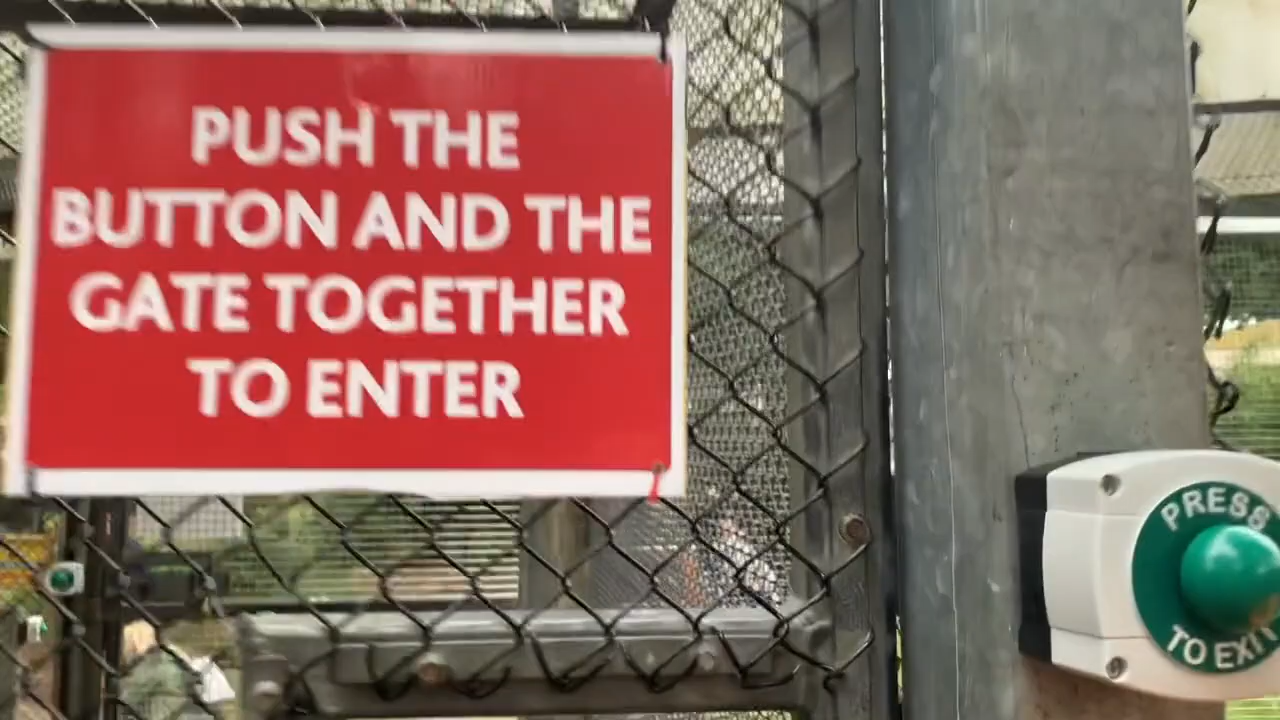 PUSH THE
BUTTON AND THE
GATE TOGETHER
TO ENTER
PRESS
TO EXIT